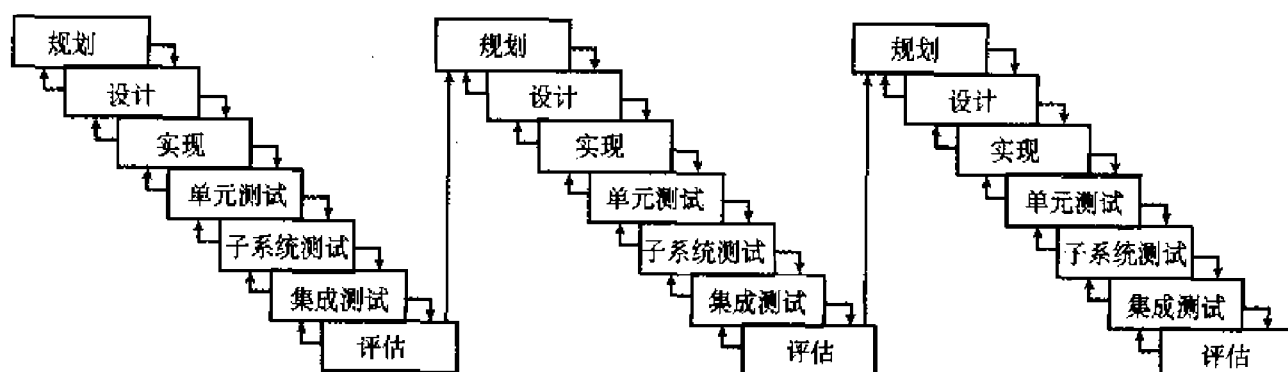 规划
设计
实现
单元测试
子系统测试
集成测试
评估
规划
设计
实现
单元测试
子系统测试
集成测试
评估
规划
设计
实现
单元测试
子系统测试
集成测试
评估